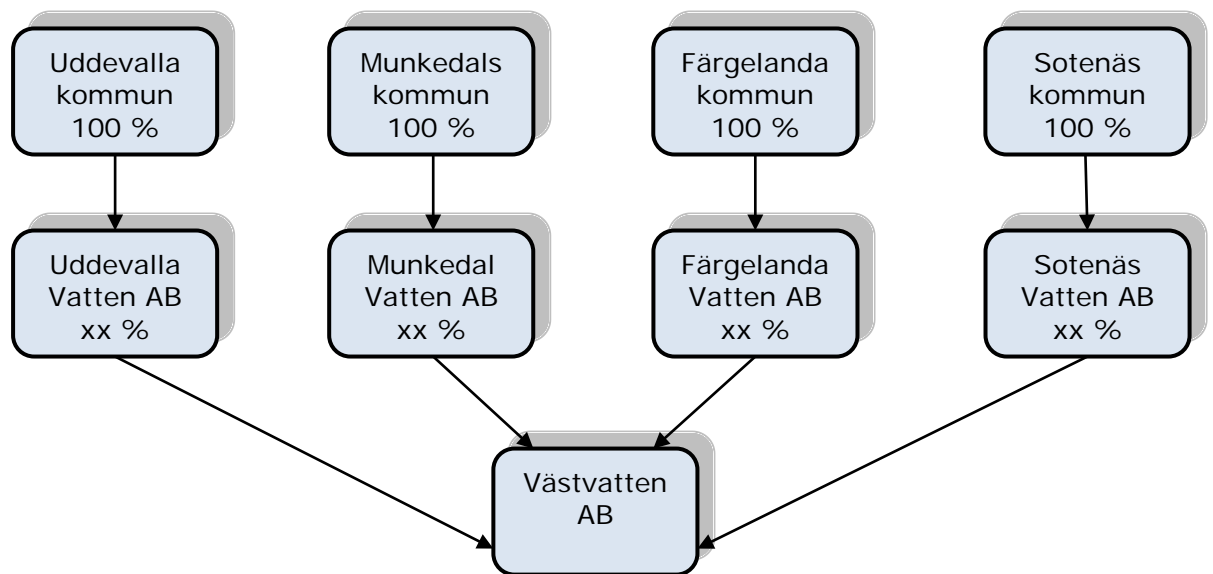 Uddevalla
kommun
100 %
Munkedals
kommun
100 %
Färgelanda
kommun
100 %
Sotenäs
kommun
100 %
Uddevalla
Vatten AB
xx %
Munkedal
Vatten AB
xx %
Färgelanda
Vatten AB
xx %
Sotenäs
Vatten AB
xx %
Västvatten
AB